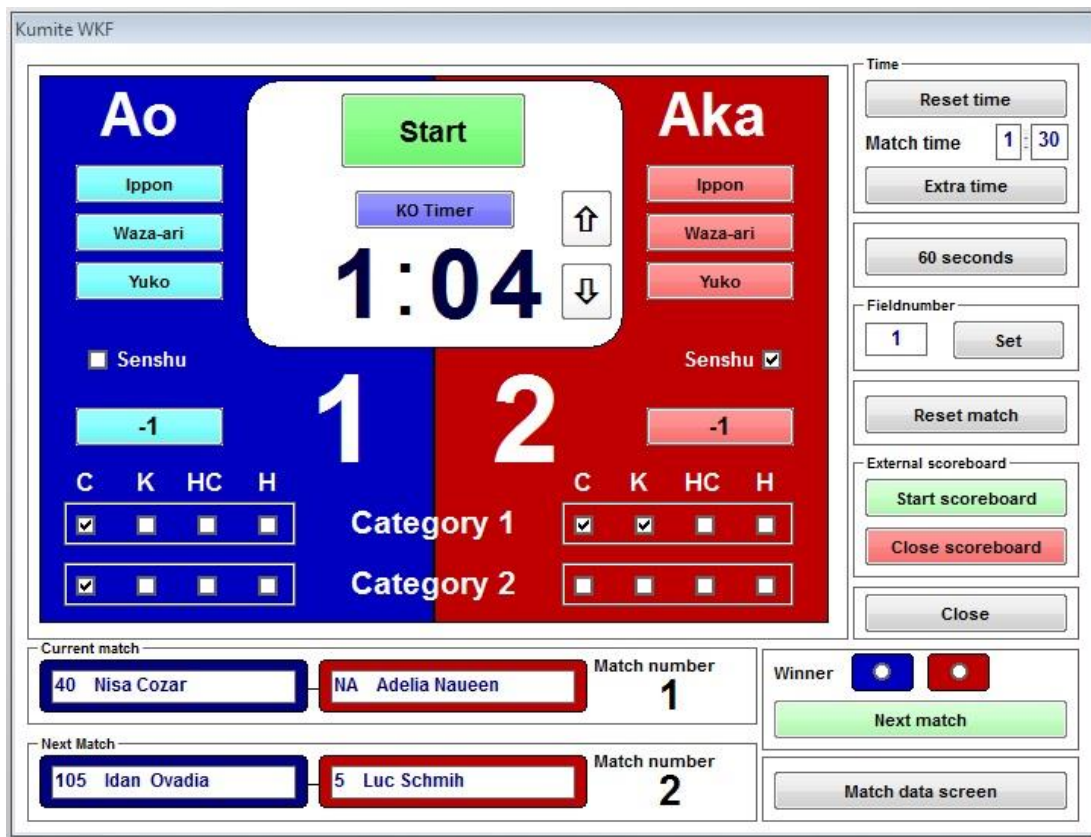 Kumite WKF
Ao
Aka
Start
Ippon
Waza-ari
Yuko
KO Timer
1:04
Ippon
Waza-ari
Yuko
Senshu
Senshu
1
2
-1
-1
C K HC H
C K HC H
Category 1
Category 2
Time
Reset time
Match time 1 : 30
Extra time
60 seconds
Fieldnumber
1 Set
Reset match
External scoreboard
Start scoreboard
Close scoreboard
Close
Current match
40 Nisa Cozar
NA Adelia Naueen
Match number
1
Winner
Next match
Next Match
105 Idan Ovadia
5 Luc Schmih
Match number
2
Match data screen